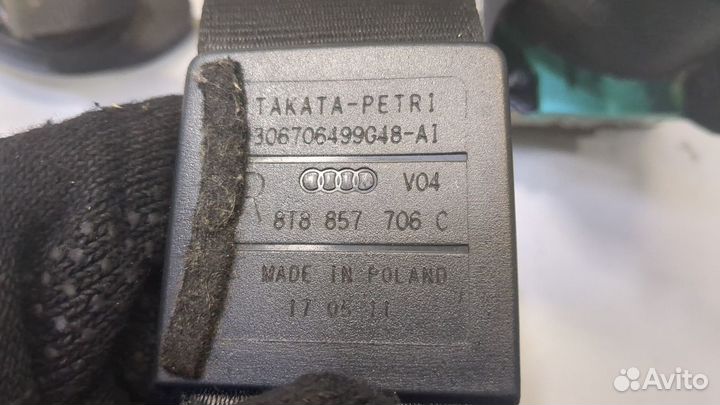 TAKATA-PETRI
306706499G48-AI
R V04
8T8 857 706 C
MADE IN POLAND
17 05 11
Avito